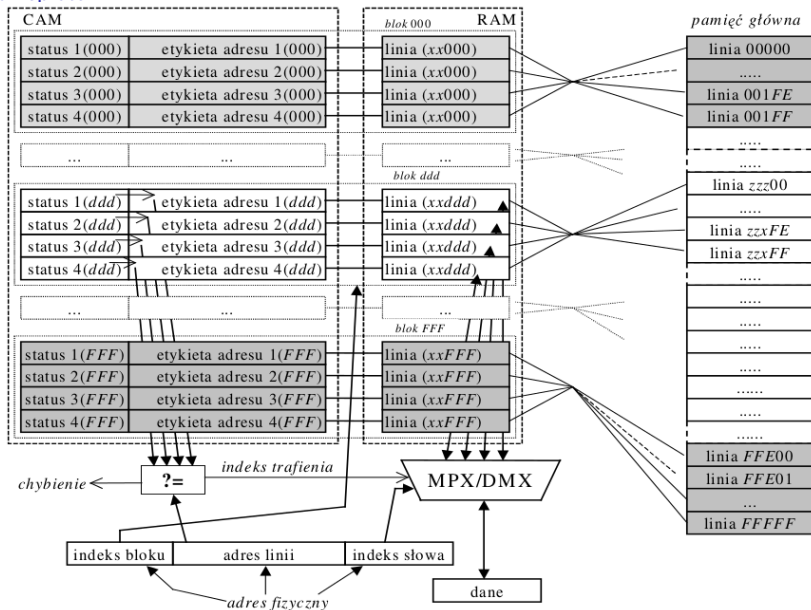 CAM
RAM
pamięć główna
blok 000
status 1(000) etykieta adresu 1(000) linia (xx000)
status 2(000) etykieta adresu 2(000) linia (xx000)
status 3(000) etykieta adresu 3(000) linia (xx000)
status 4(000) etykieta adresu 4(000) linia (xx000)
... ... ...
blok ddd
status 1(ddd) etykieta adresu 1(ddd) linia (xxddd)
status 2(ddd) etykieta adresu 2(ddd) linia (xxddd)
status 3(ddd) etykieta adresu 3(ddd) linia (xxddd)
status 4(ddd) etykieta adresu 4(ddd) linia (xxddd)
... ... ...
blok FFF
status 1(FFF) etykieta adresu 1(FFF) linia (xxFFF)
status 2(FFF) etykieta adresu 2(FFF) linia (xxFFF)
status 3(FFF) etykieta adresu 3(FFF) linia (xxFFF)
status 4(FFF) etykieta adresu 4(FFF) linia (xxFFF)
linia 00000
.....
linia 001FE
linia 001FF
.....
.....
linia zzz00
.....
linia zzxFE
linia zzxFF
.....
.....
.....
.....
.....
......
.....
......
linia FFE00
linia FFE01
...
linia FFFFF
chybienie
?=
indeks trafienia
MPX/DMX
indeks bloku adres linii indeks słowa
adres fizyczny
dane